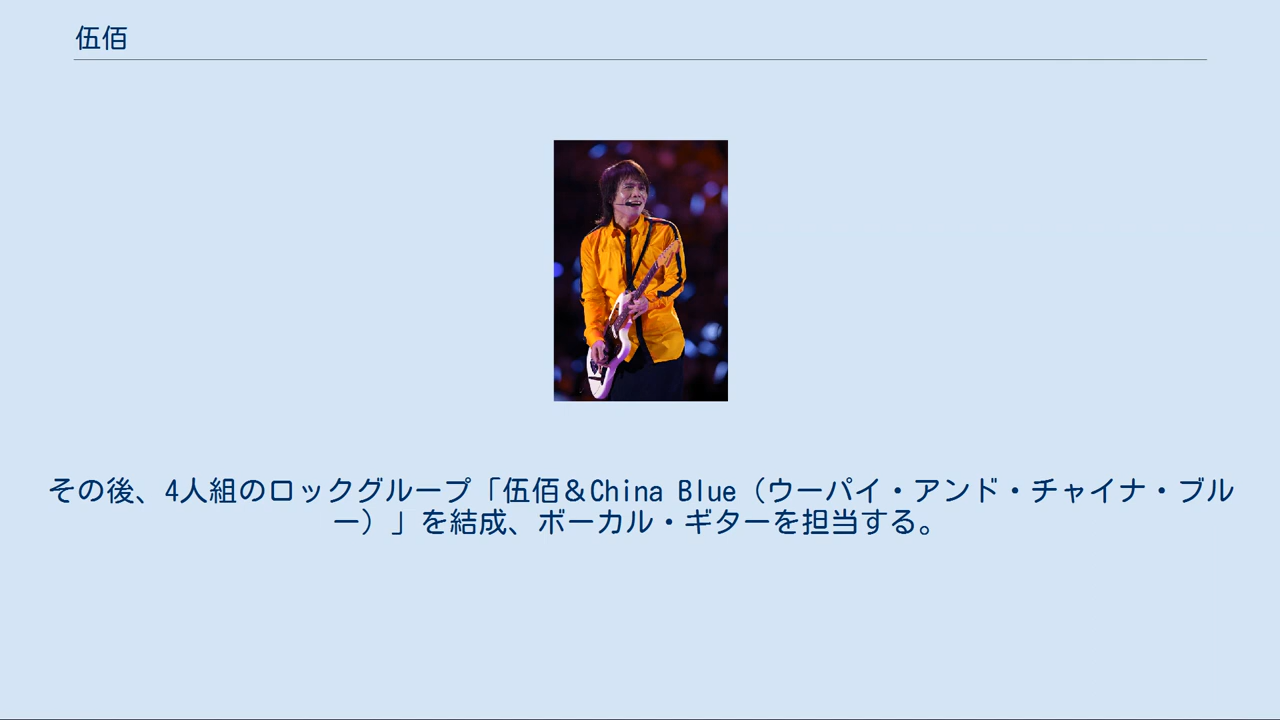 伍佰
その後、4人組のロックグループ「伍佰＆China Blue（ウーパイ・アンド・チャイナ・ブル
ー）」を結成、ボーカル・ギターを担当する。